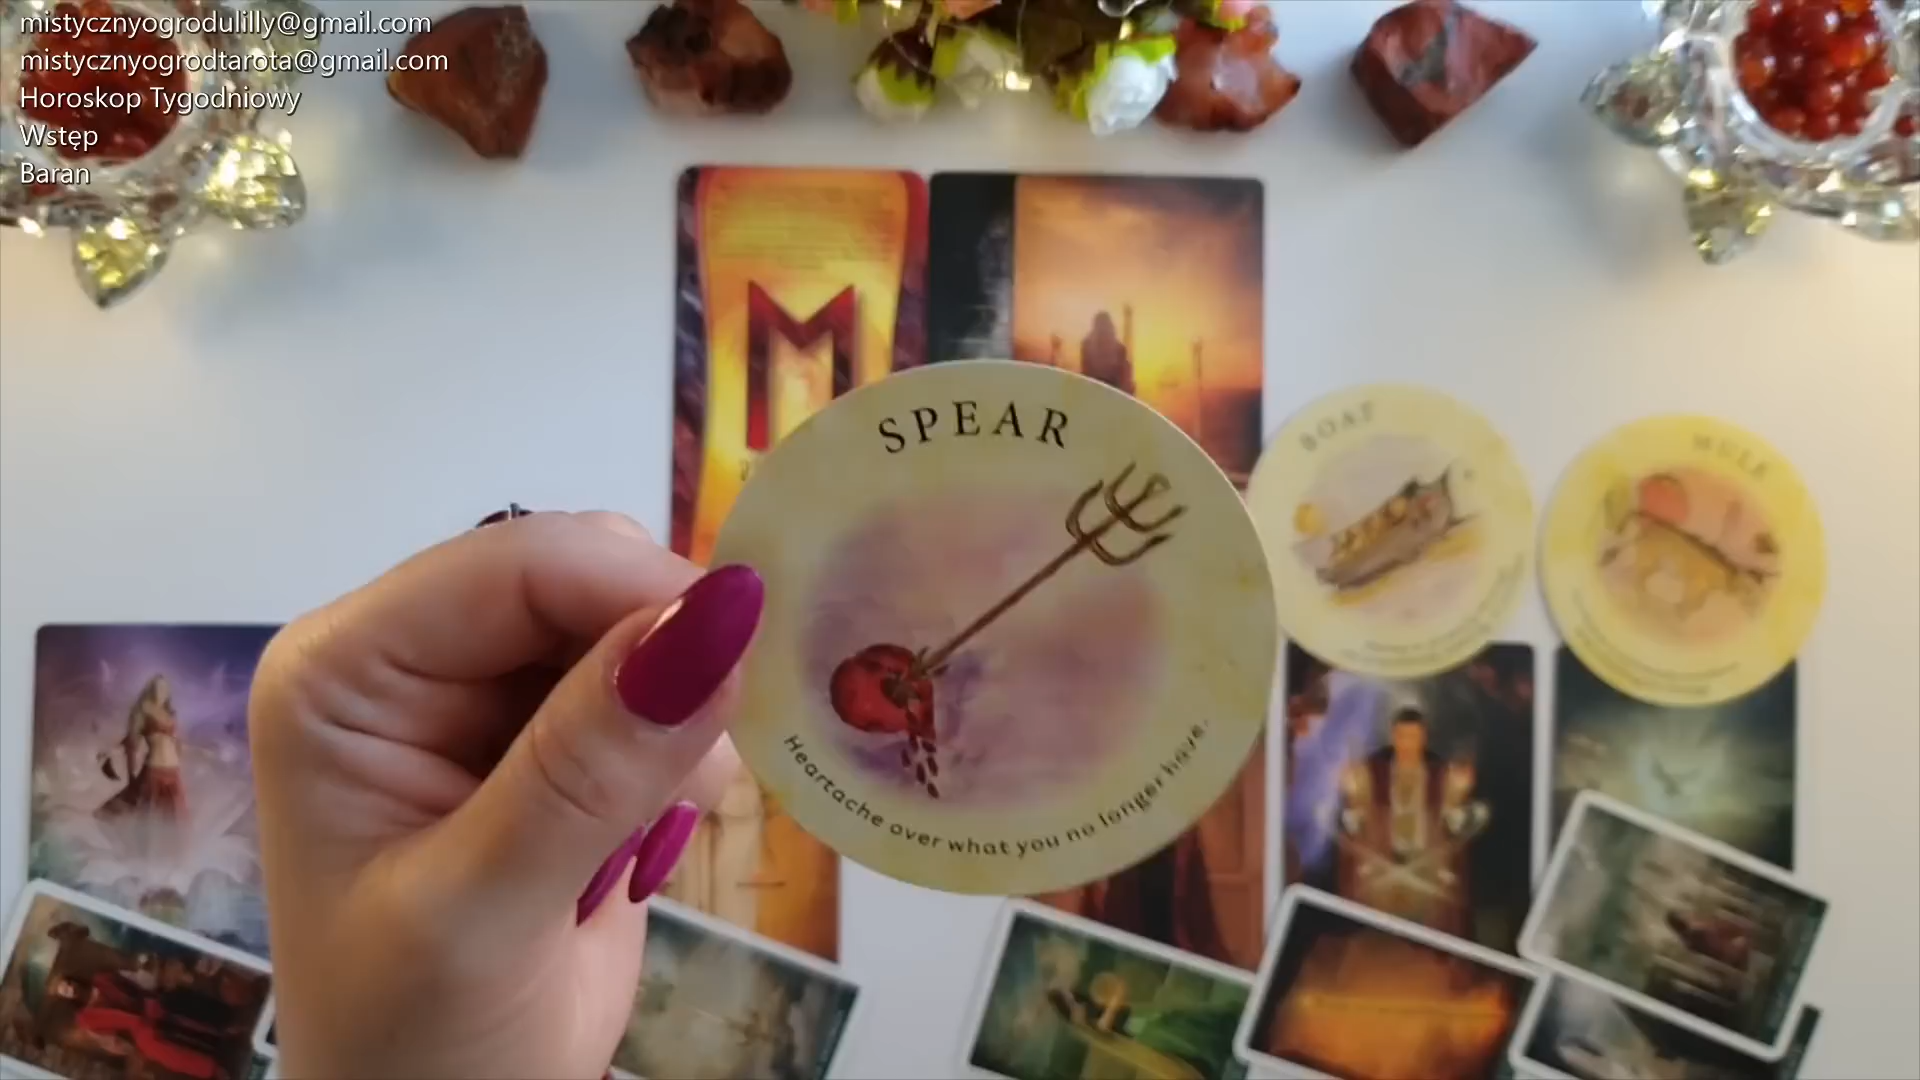 mistycznyogrodulilly@gmail.com
mistycznyogrodtarota@gmail.com
Horoskop Tygodniowy
Wstęp
Baran
SPEAR
Heartache over what you no longer have.
BOAT
MULE